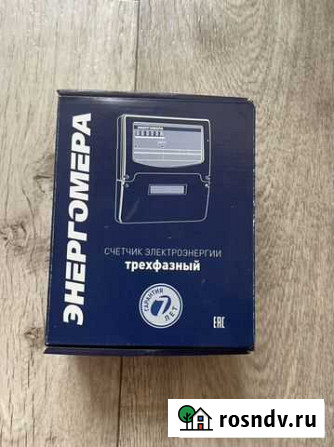 ЭНЕРГОМЕРА
СЧЕТЧИК ЭЛЕКТРОЭНЕРГИИ
трехфазный
ГАРАНТИЯ
7
ЛЕТ
EAC
rosndv.ru